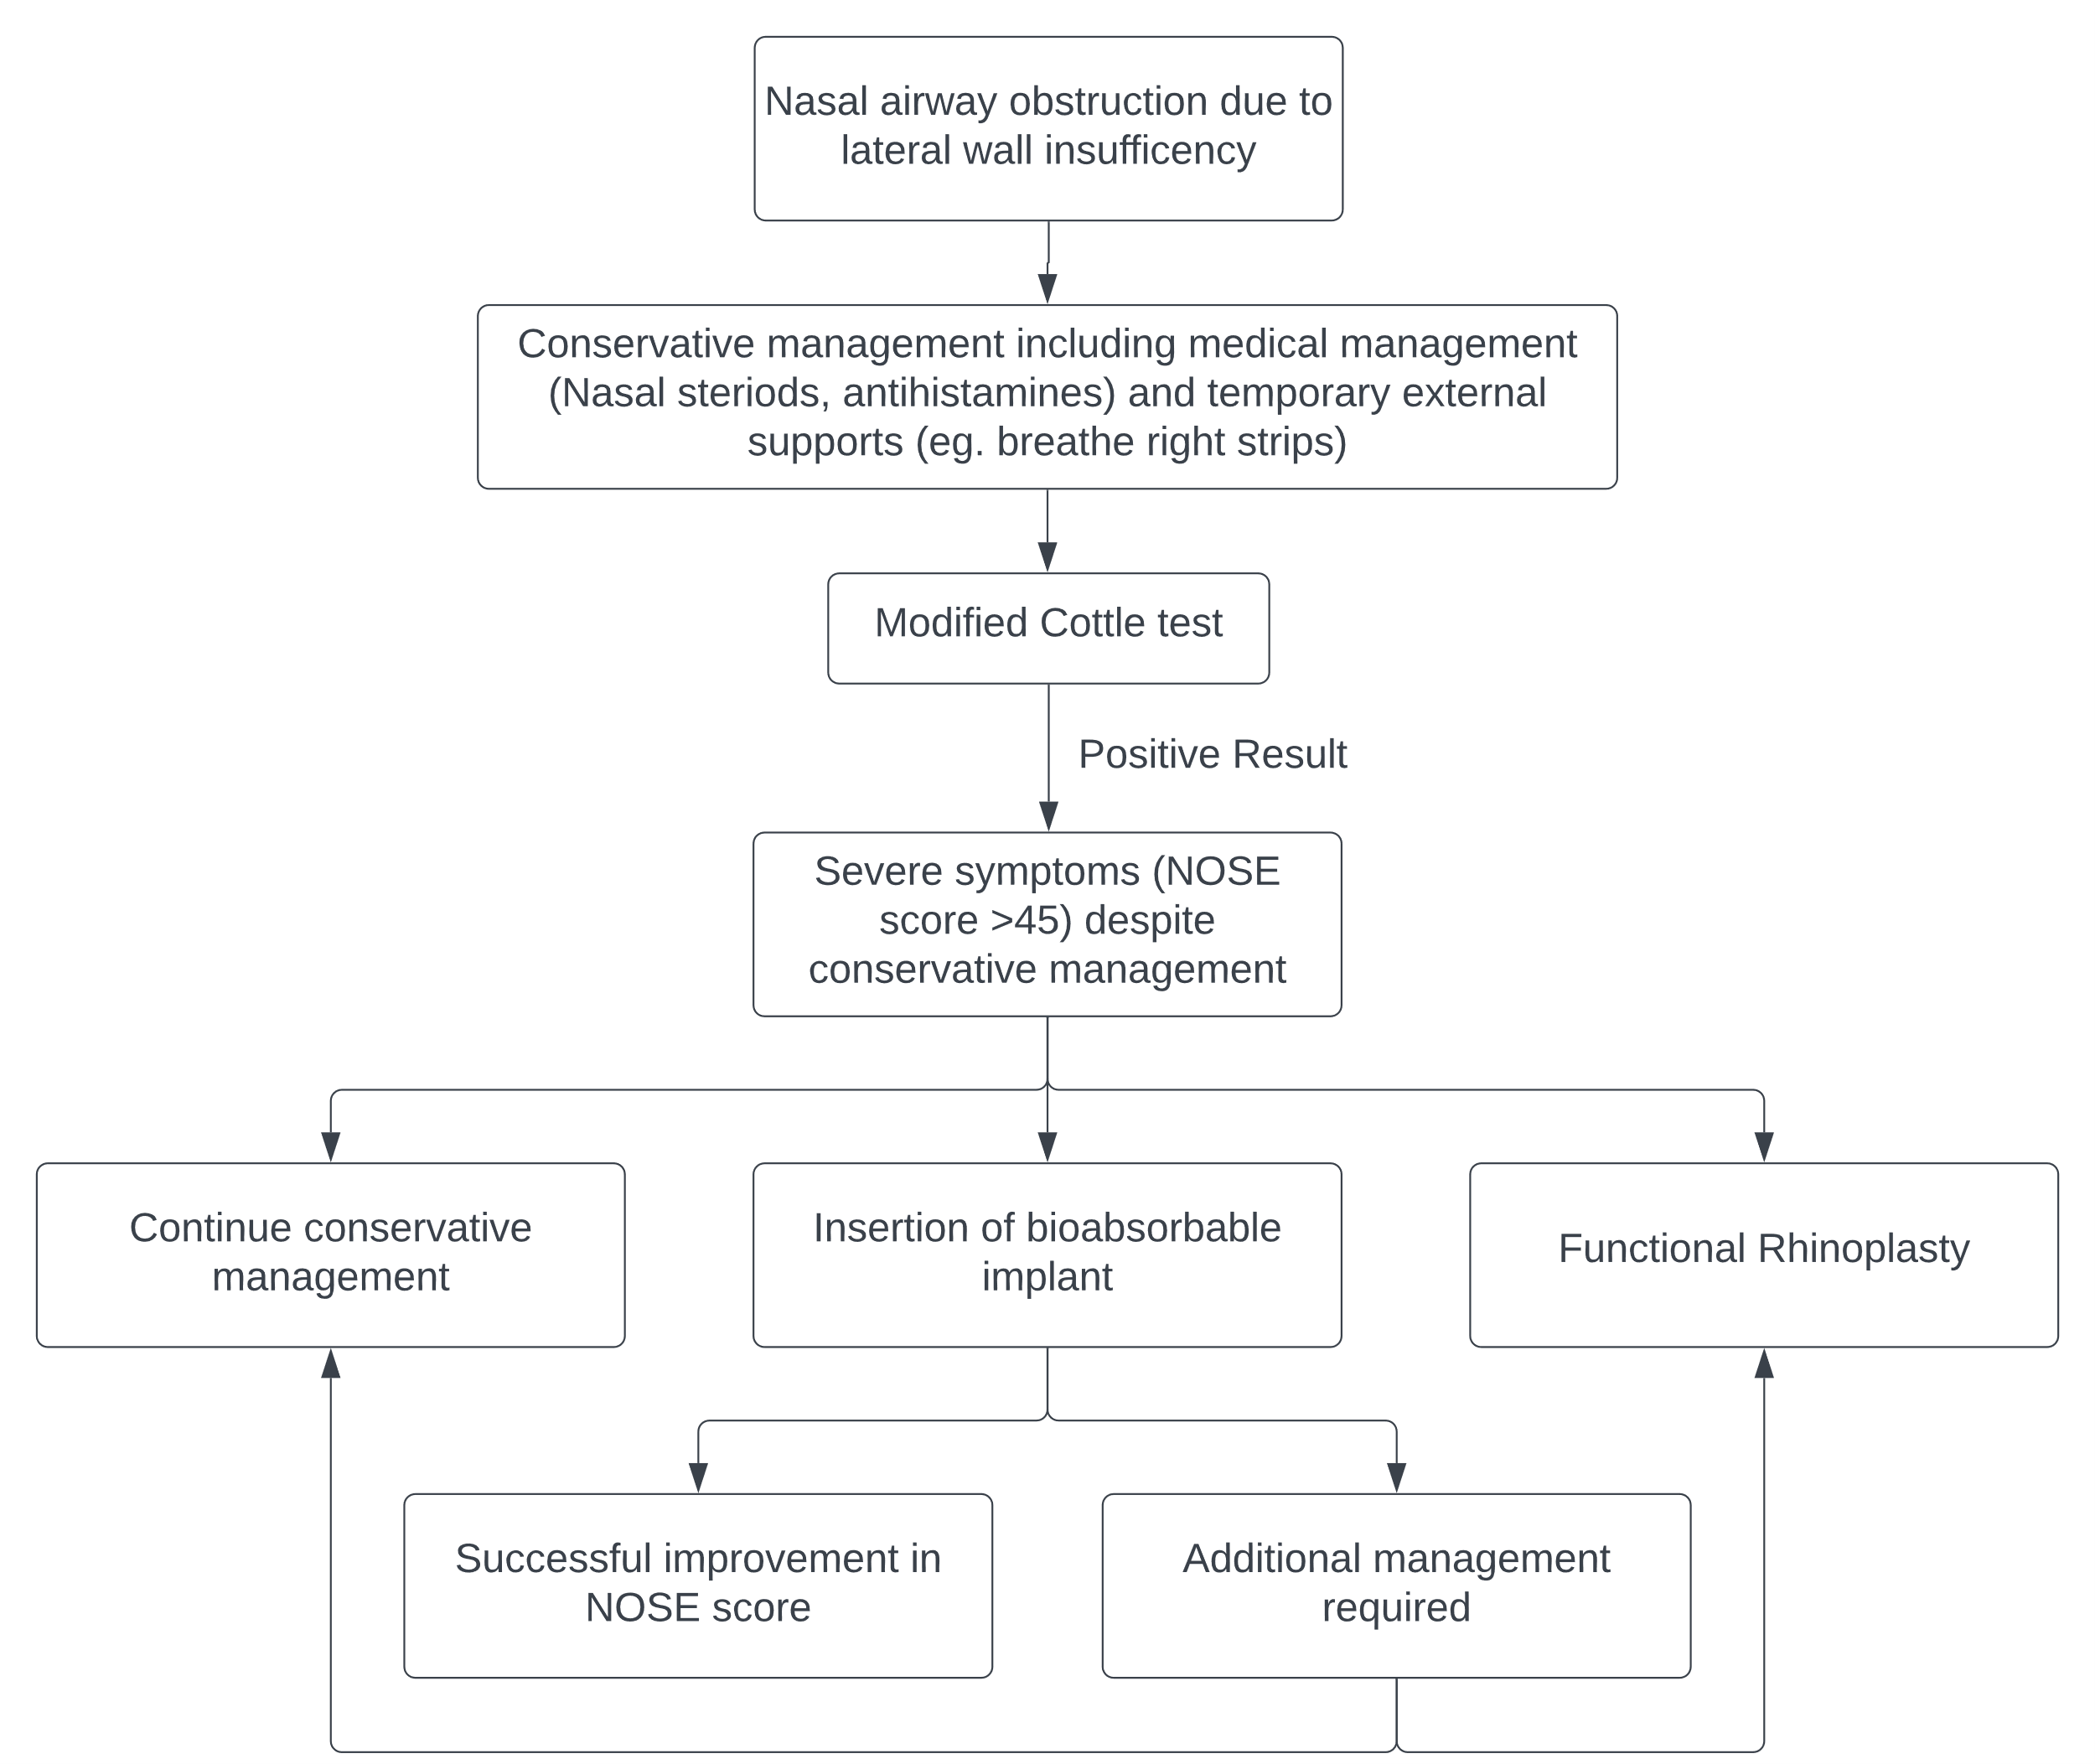 Nasal airway obstruction due to
lateral wall insufficency
Conservative management including medical management
(Nasal steriods, antihistamines) and temporary external
supports (eg. breathe right strips)
Modified Cottle test
Positive Result
Severe symptoms (NOSE
score >45) despite
conservative management
Continue conservative
management
Insertion of bioabsorbable
implant
Functional Rhinoplasty
Successful improvement in
NOSE score
Additional management
required